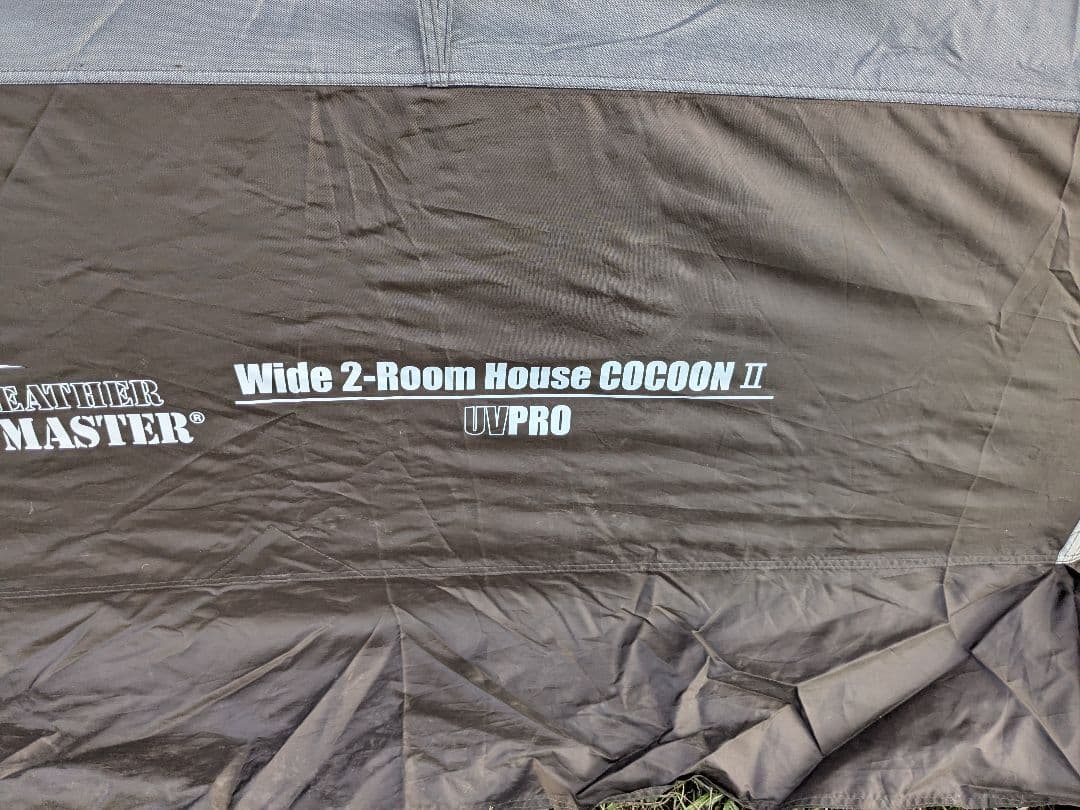 EATHER
MASTER®
Wide 2-Room House COCOON Ⅱ
UVPRO